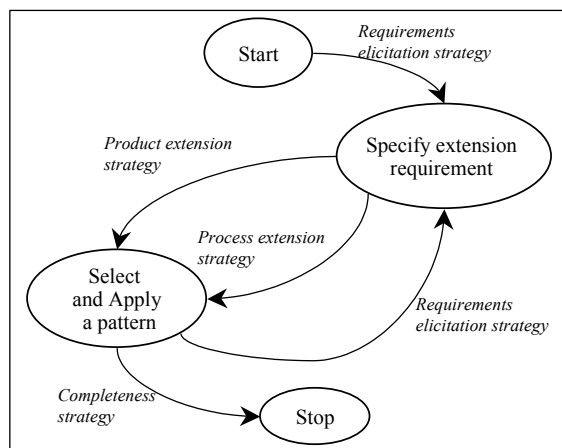 Requirements
elicitation strategy
Start
Product extension
strategy
Specify extension
requirement
Process extension
strategy
Select
and Apply
a pattern
Requirements
elicitation strategy
Completeness
strategy
Stop